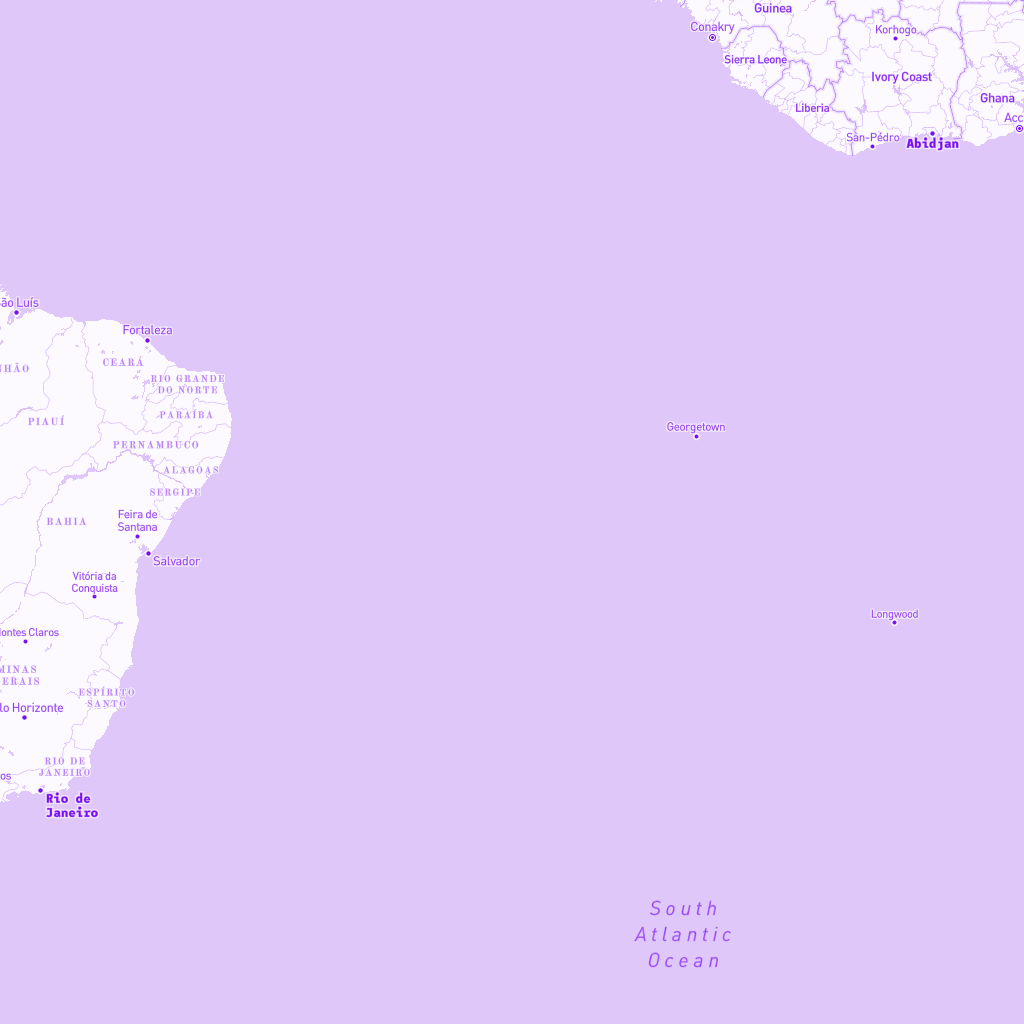 Guinea
Conakry
Korhogo
Sierra Leone
Ivory Coast
Ghana
Liberia
Acc
San-Pédro
Abidjan
ão Luís
Fortaleza
CEARÁ
NHÃO
RIO GRANDE
DO NORTE
PARAÍBA
PIAUÍ
Georgetown
PERNAMBUCO
ALAGOAS
SERGIPE
Feira de
Santana
BAHIA
Salvador
Vitória da
Conquista
Longwood
ontes Claros
MINAS
ERAIS
ESPÍRITO
SANTO
lo Horizonte
RIO DE
JANEIRO
os
Rio de
Janeiro
South
Atlantic
Ocean